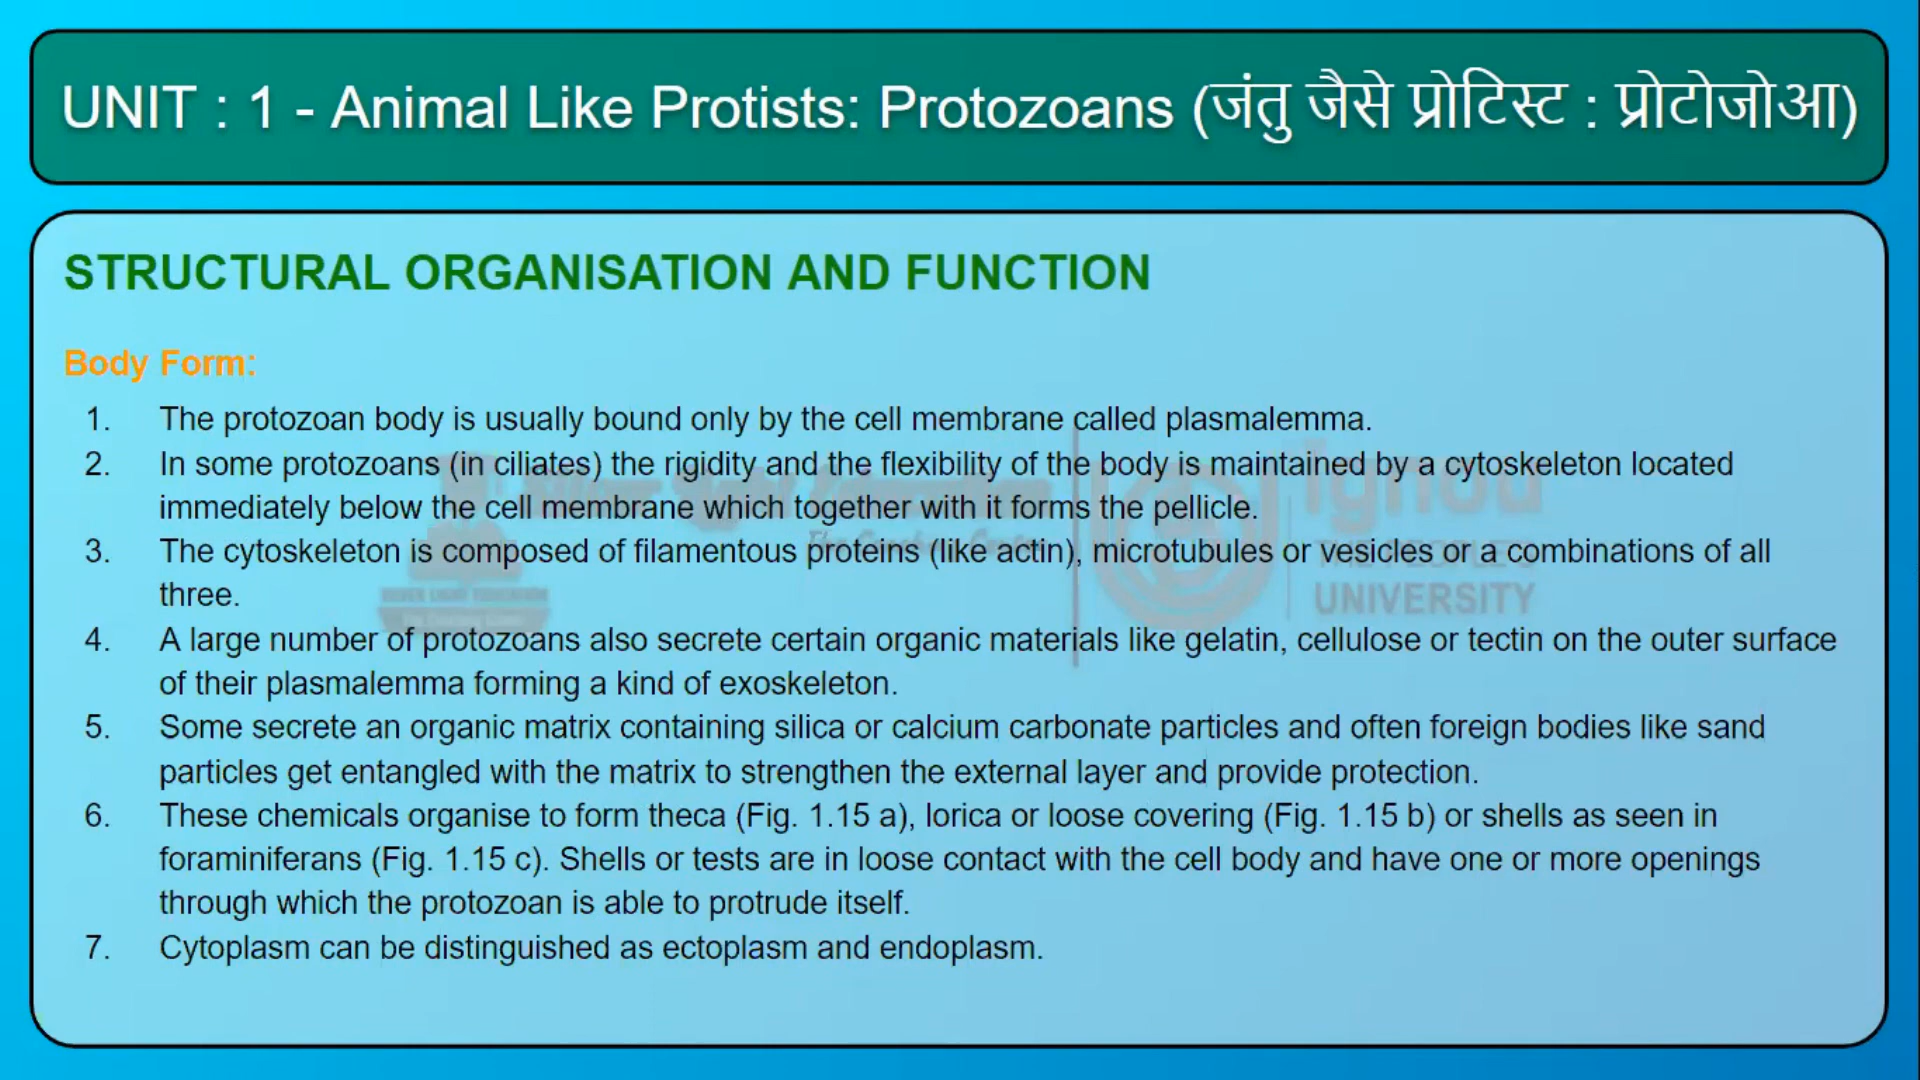 UNIT : 1 - Animal Like Protists: Protozoans (जंतु जैसे प्रोटिस्ट : प्रोटोजोआ)
STRUCTURAL ORGANISATION AND FUNCTION
Body Form:
1. The protozoan body is usually bound only by the cell membrane called plasmalemma.
2. In some protozoans (in ciliates) the rigidity and the flexibility of the body is maintained by a cytoskeleton located
immediately below the cell membrane which together with it forms the pellicle.
3. The cytoskeleton is composed of filamentous proteins (like actin), microtubules or vesicles or a combinations of all
three.
4. A large number of protozoans also secrete certain organic materials like gelatin, cellulose or tectin on the outer surface
of their plasmalemma forming a kind of exoskeleton.
5. Some secrete an organic matrix containing silica or calcium carbonate particles and often foreign bodies like sand
particles get entangled with the matrix to strengthen the external layer and provide protection.
6. These chemicals organise to form theca (Fig. 1.15 a), lorica or loose covering (Fig. 1.15 b) or shells as seen in
foraminiferans (Fig. 1.15 c). Shells or tests are in loose contact with the cell body and have one or more openings
through which the protozoan is able to protrude itself.
7. Cytoplasm can be distinguished as ectoplasm and endoplasm.
ignou
THE PEOPLE'S
UNIVERSITY